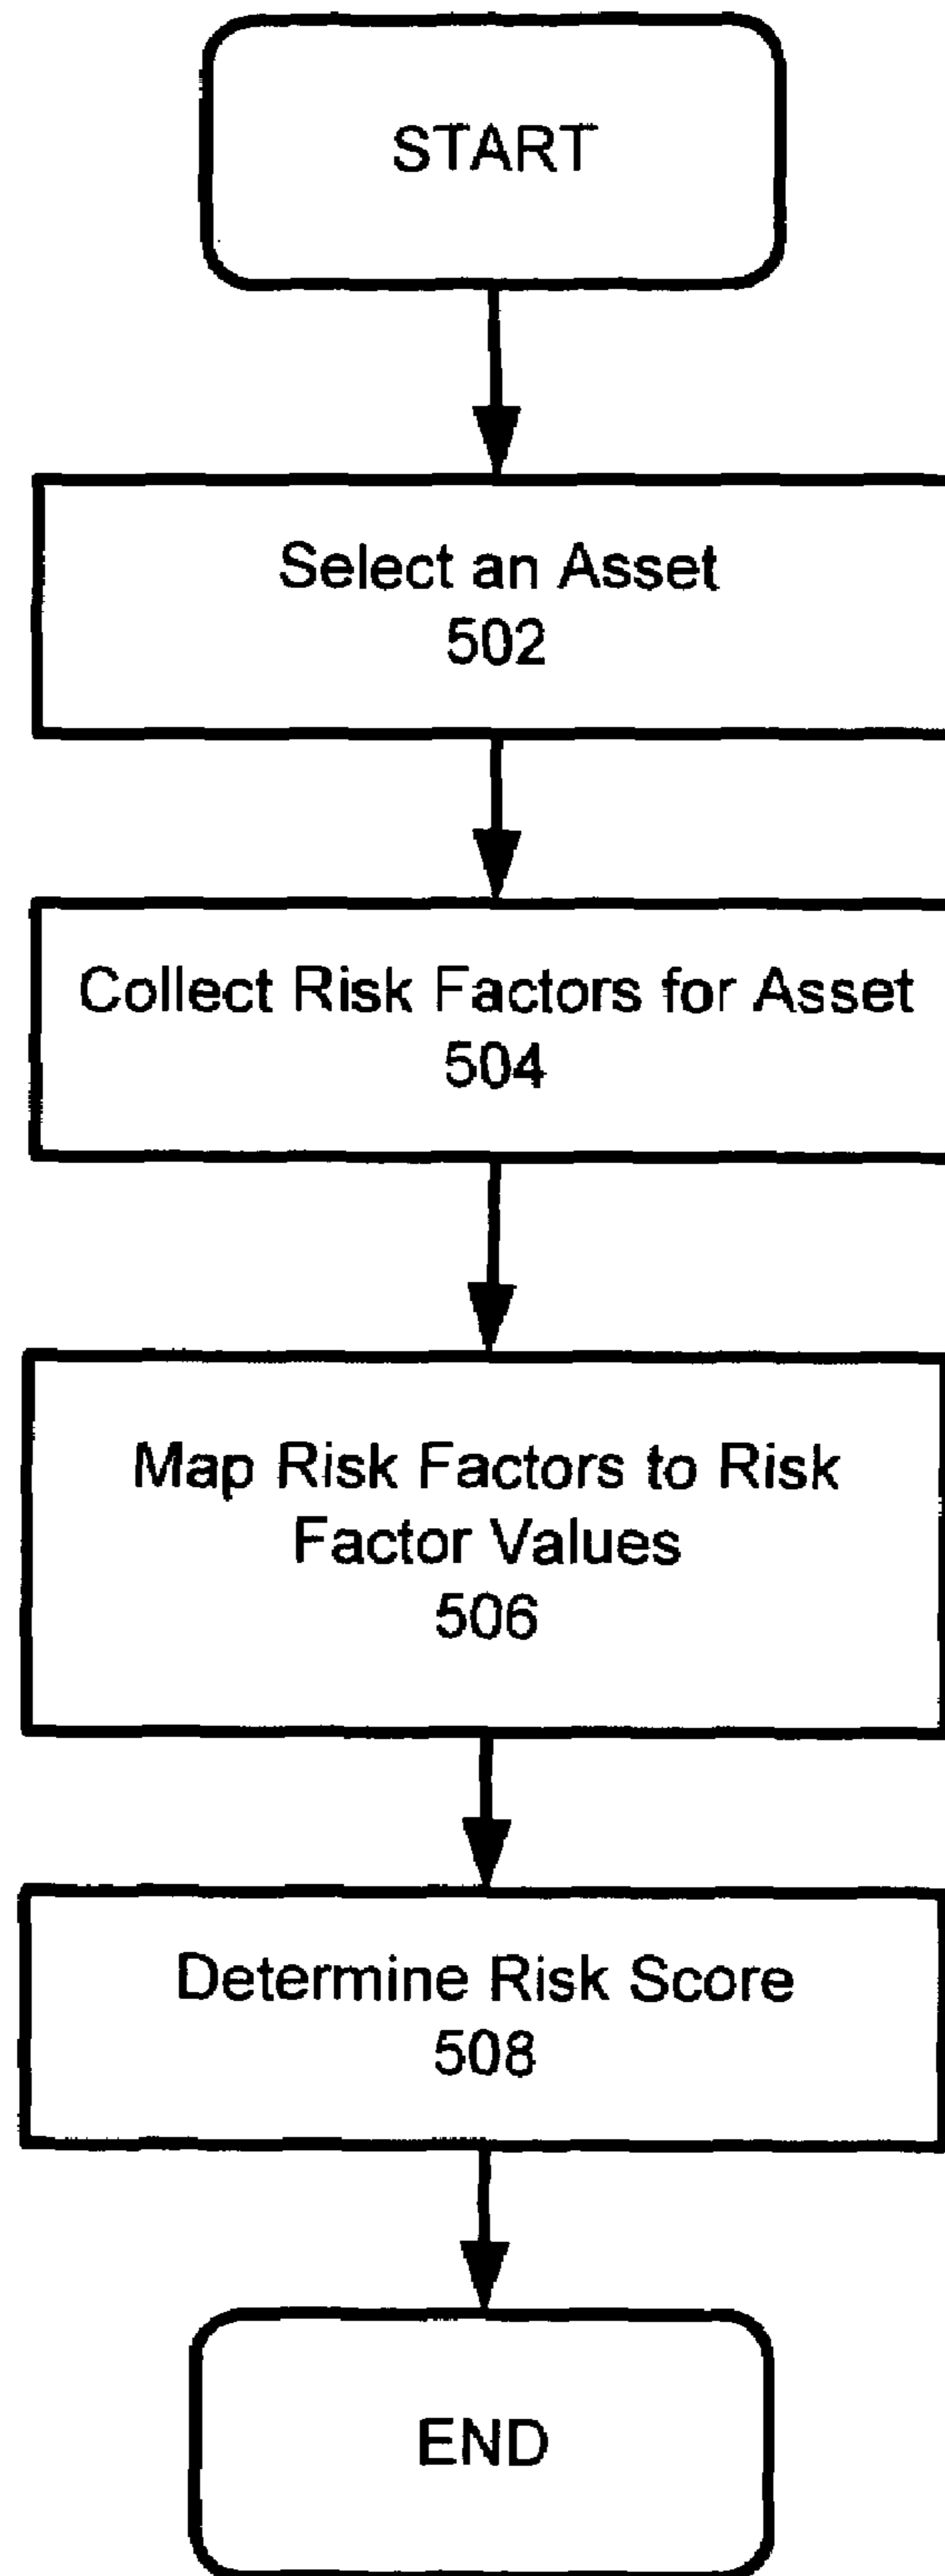 START
Select an Asset
502
Collect Risk Factors for Asset
504
Map Risk Factors to Risk
Factor Values
506
Determine Risk Score
508
END